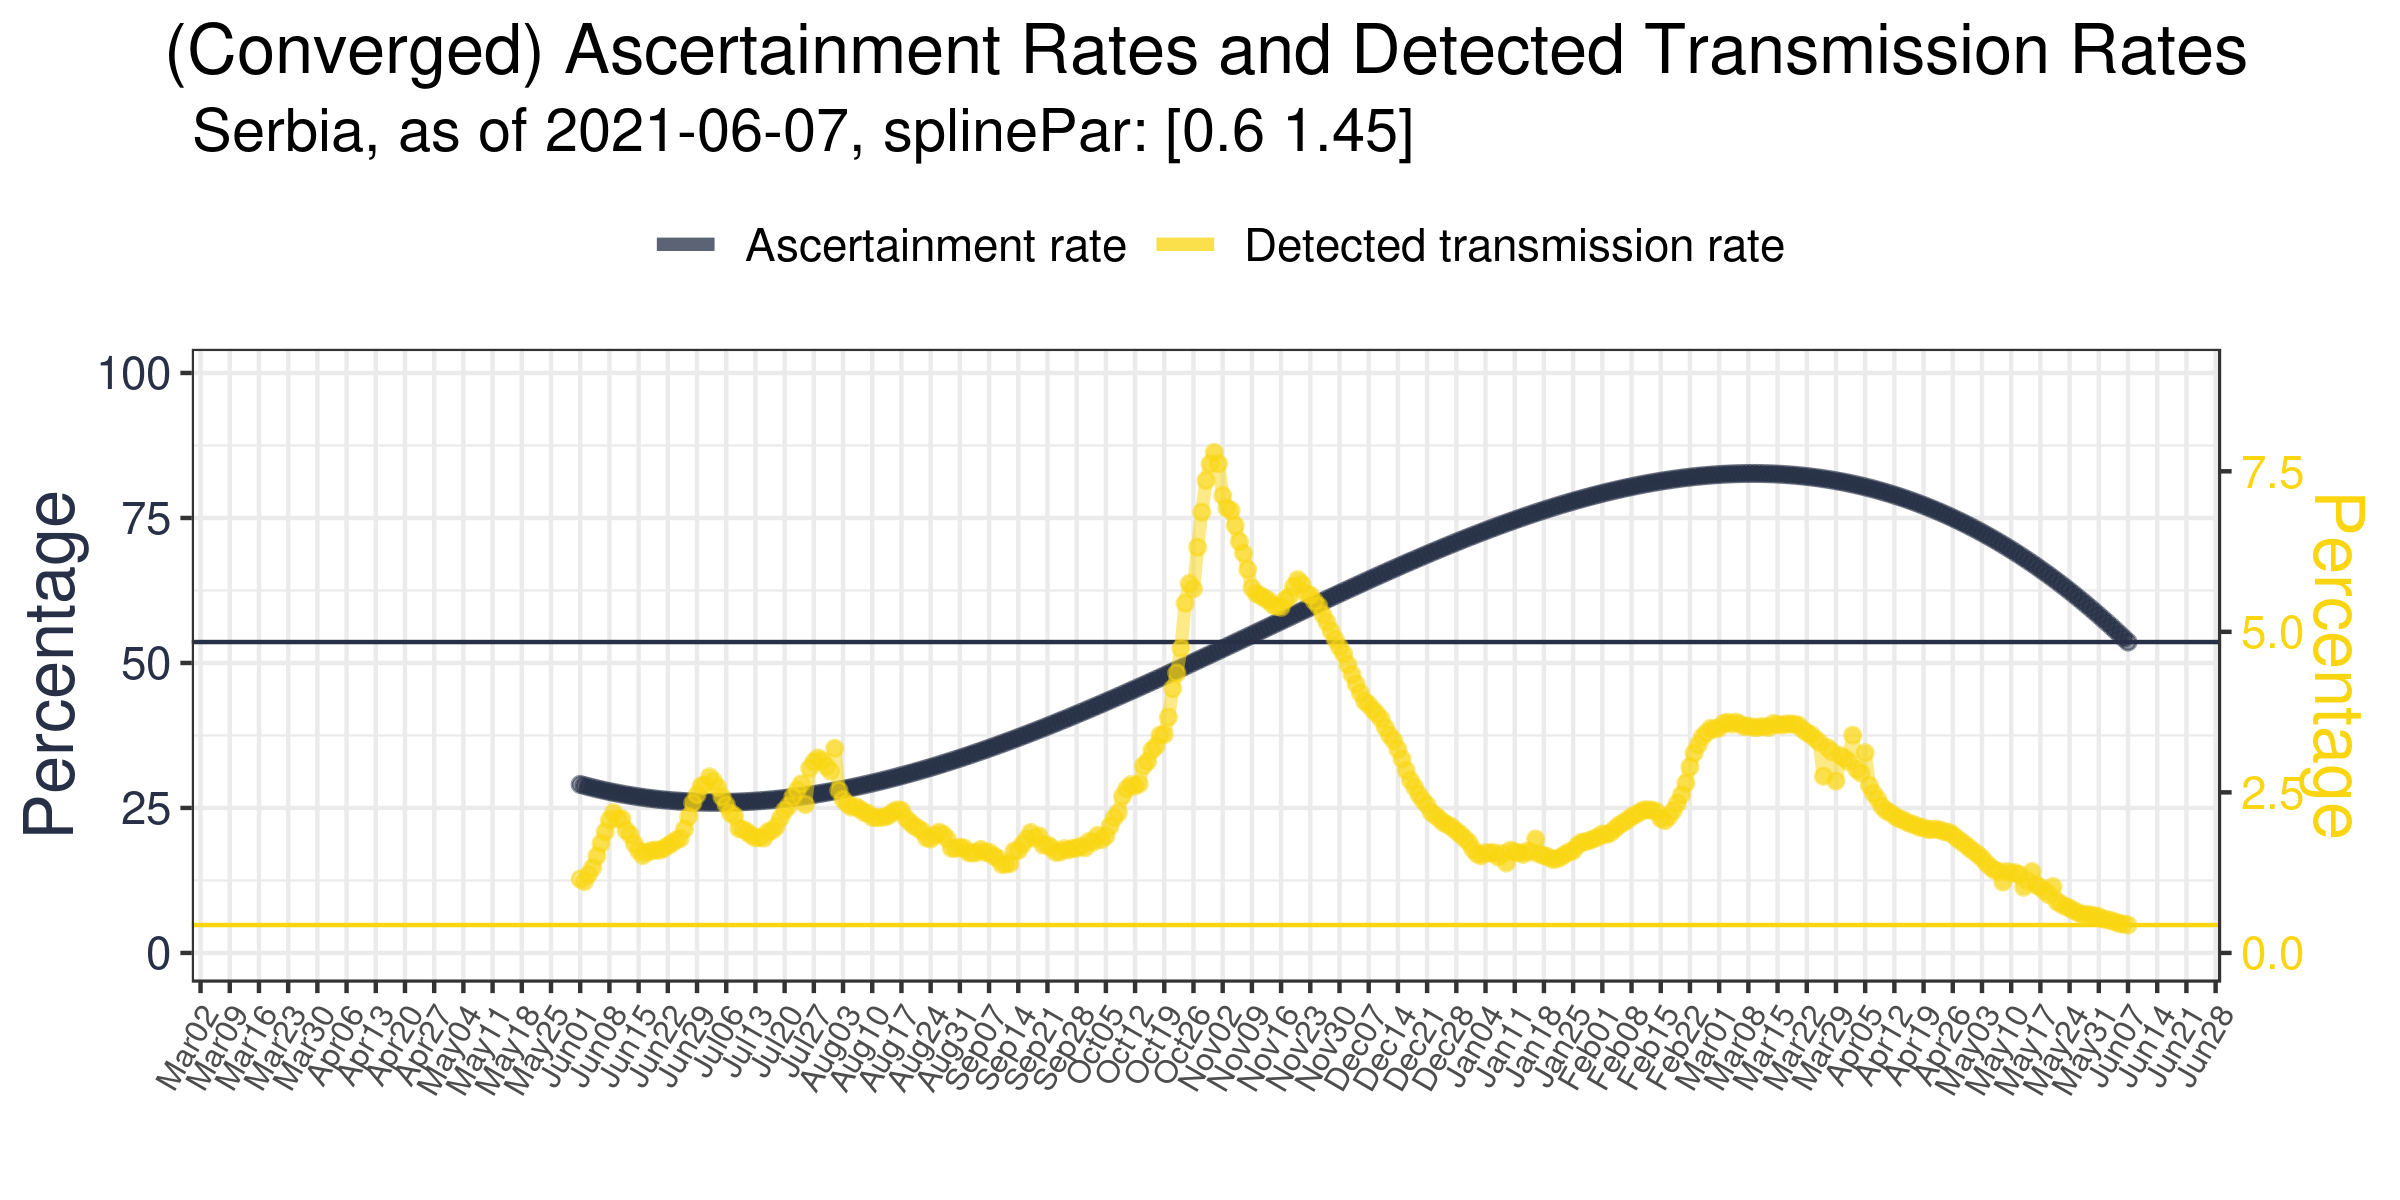 (Converged) Ascertainment Rates and Detected Transmission Rates
Serbia, as of 2021-06-07, splinePar: [0.6 1.45]
Ascertainment rate
Detected transmission rate
Percentage
100
75
50
25
0
7.5
5.0
2.5
0.0
Percentage
Mar02
Mar09
Mar16
Mar23
Mar30
Apr06
Apr13
Apr20
Apr27
May04
May11
May18
May25
Jun01
Jun08
Jun15
Jun22
Jun29
Jul06
Jul13
Jul20
Jul27
Aug03
Aug10
Aug17
Aug24
Aug31
Sep07
Sep14
Sep21
Sep28
Oct05
Oct12
Oct19
Oct26
Nov02
Nov09
Nov16
Nov23
Nov30
Dec07
Dec14
Dec21
Dec28
Jan04
Jan11
Jan18
Jan25
Feb01
Feb08
Feb15
Feb22
Mar01
Mar08
Mar15
Mar22
Mar29
Apr05
Apr12
Apr19
Apr26
May03
May10
May17
May24
May31
Jun07
Jun14
Jun21
Jun28